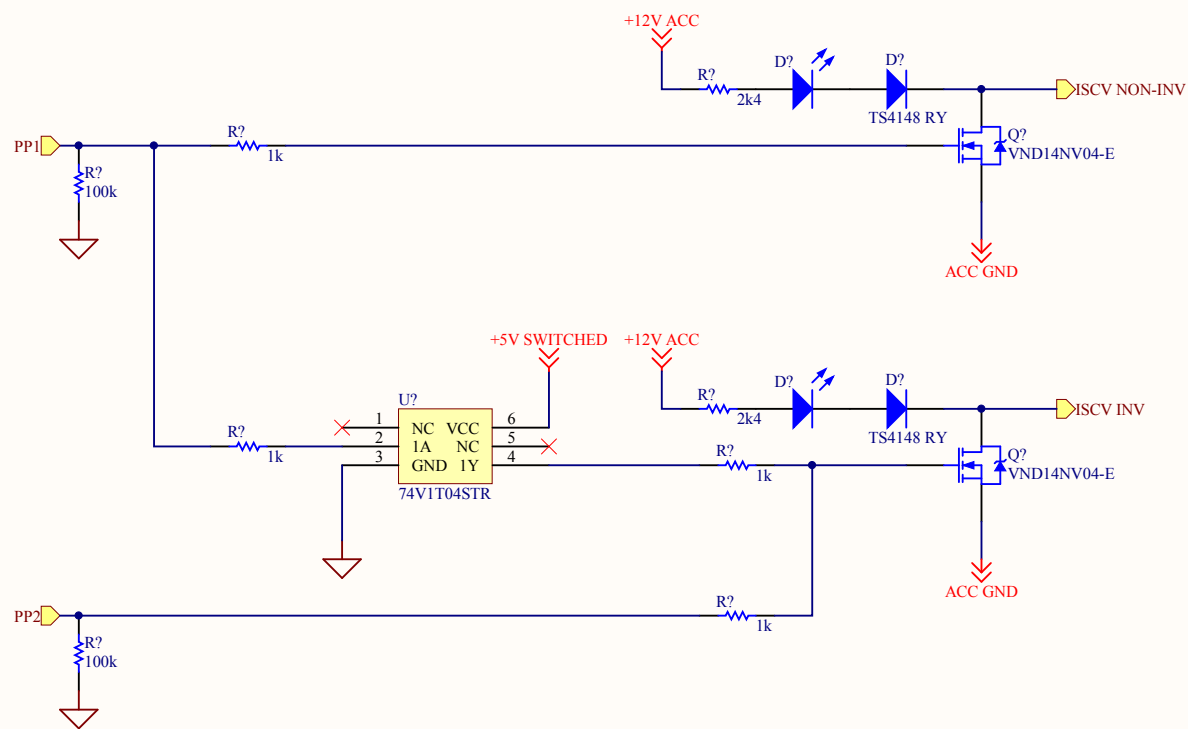 +12V ACC
D?
D?
R?
2k4
TS4148 RY
ISCV NON-INV
PP1
R?
1k
Q?
VND14NV04-E
R?
100k
ACC GND
+5V SWITCHED
+12V ACC
D?
D?
R?
2k4
TS4148 RY
ISCV INV
U?
1
NC
VCC
6
R?
1k
2
1A
NC
5
3
GND
1Y
4
74V1T04STR
R?
1k
Q?
VND14NV04-E
ACC GND
PP2
R?
1k
R?
100k